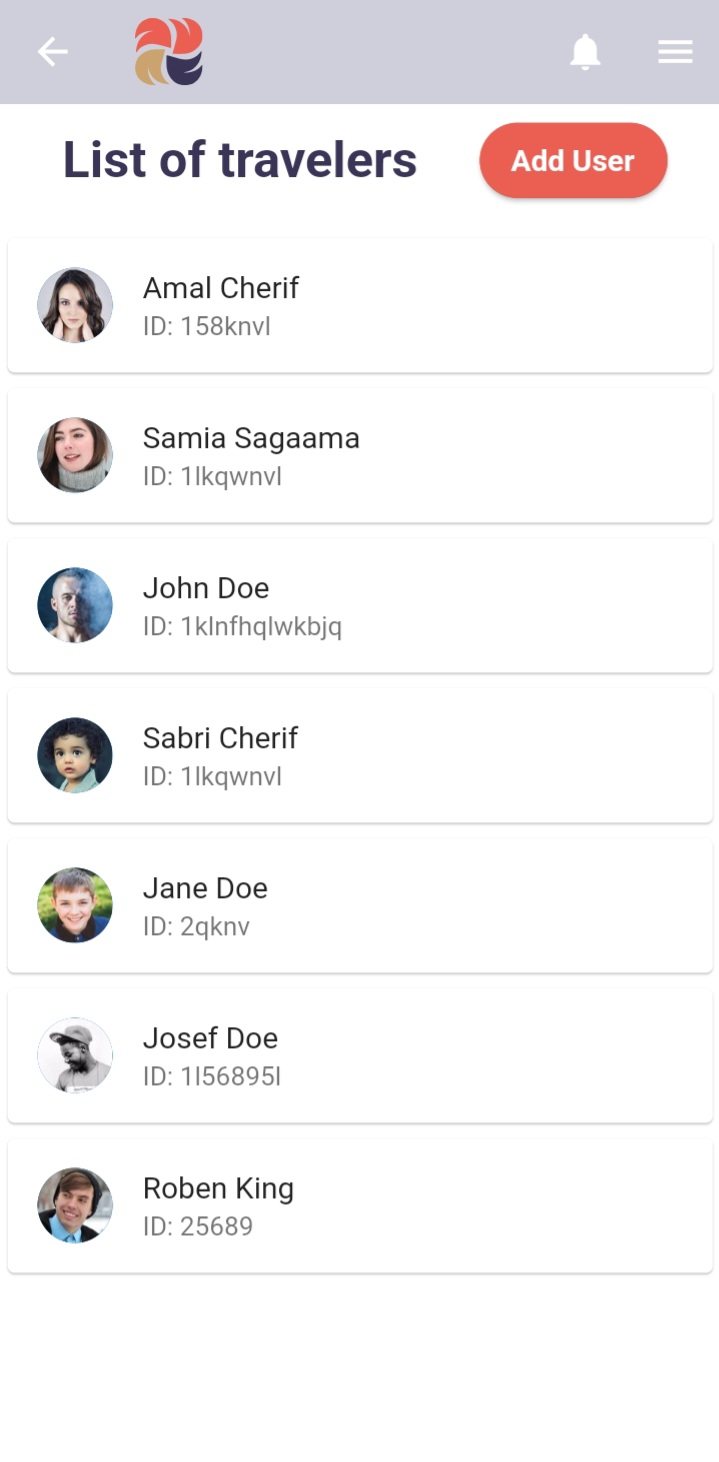 List of travelers
Add User
Amal Cherif
ID: 158knvl
Samia Sagaama
ID: 1lkqwnvl
John Doe
ID: 1klnfhqlwkbjq
Sabri Cherif
ID: 1lkqwnvl
Jane Doe
ID: 2qknv
Josef Doe
ID: 1l56895l
Roben King
ID: 25689